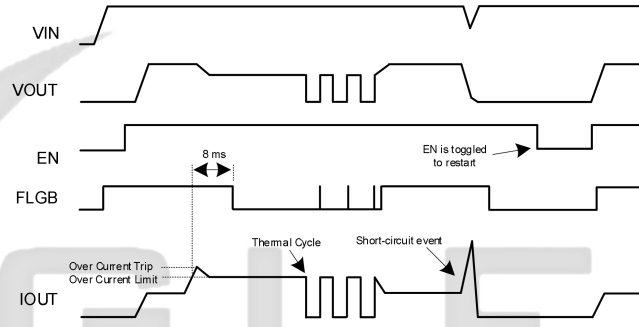 VIN
VOUT
EN
EN is toggled
to restart
8 ms
FLGB
Thermal Cycle
Short-circuit event
Over Current Trip
Over Current Limit
IOUT